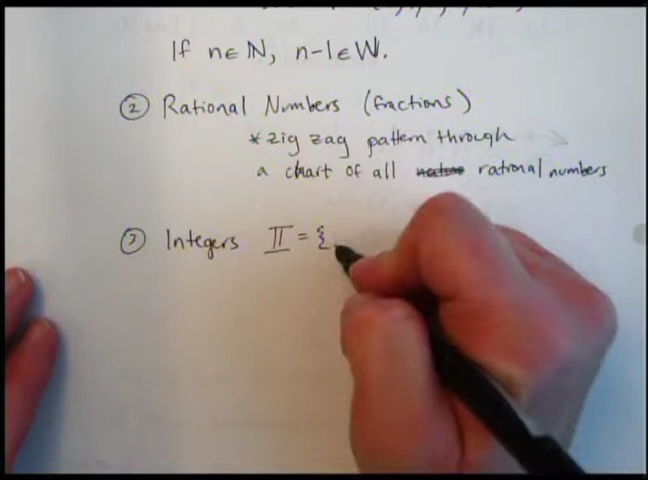 If n∈ℕ, n-1∈W.
② Rational Numbers (fractions)
*zig zag pattern through
a chart of all rational numbers
③ Integers 𝕀 = {